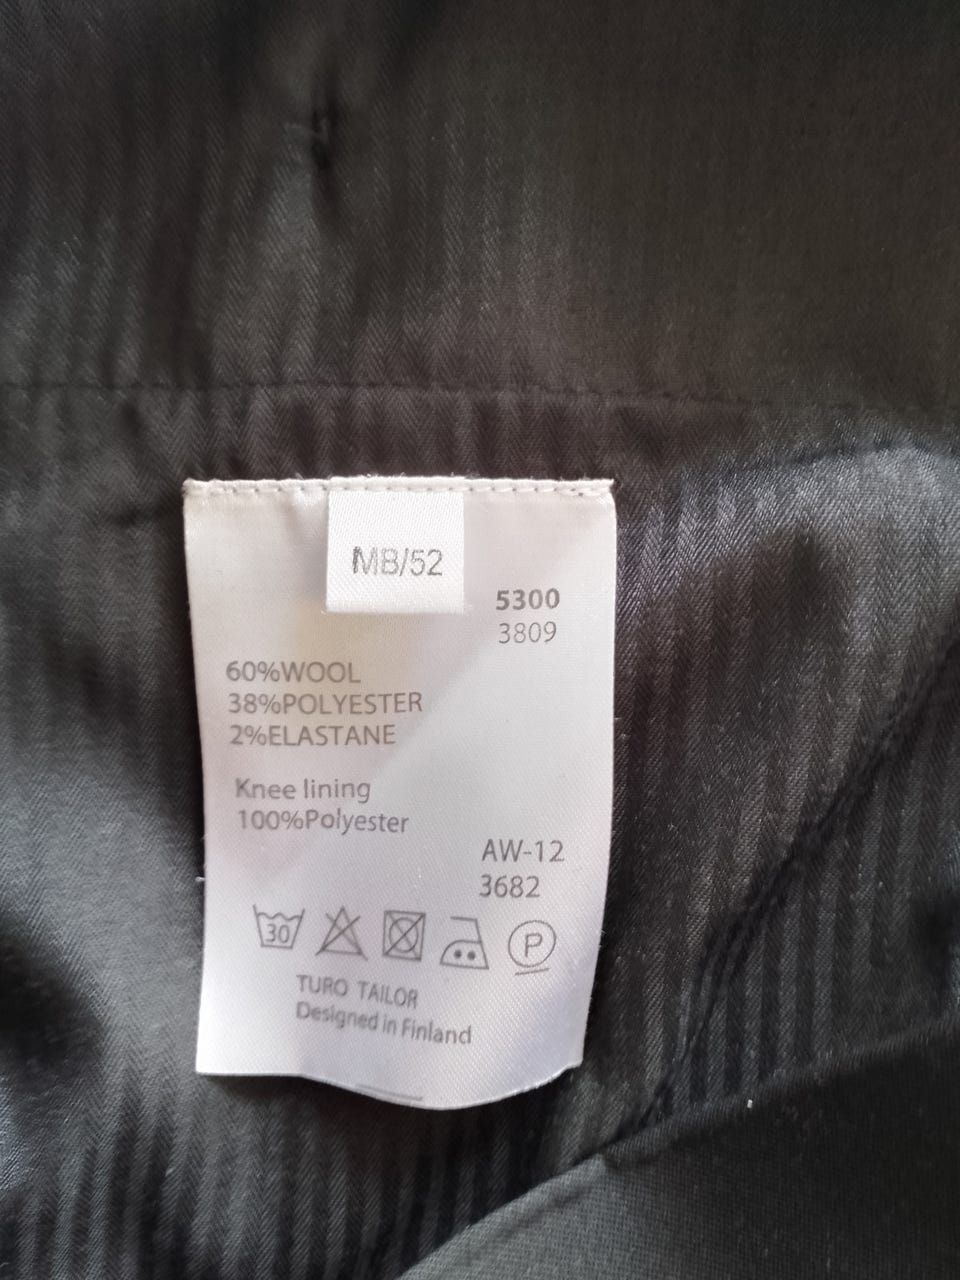 MB/52
5300
3809
60%WOOL
38%POLYESTER
2%ELASTANE
Knee lining
100%Polyester
AW-12
3682
30
P
TURO TAILOR
Designed in Finland